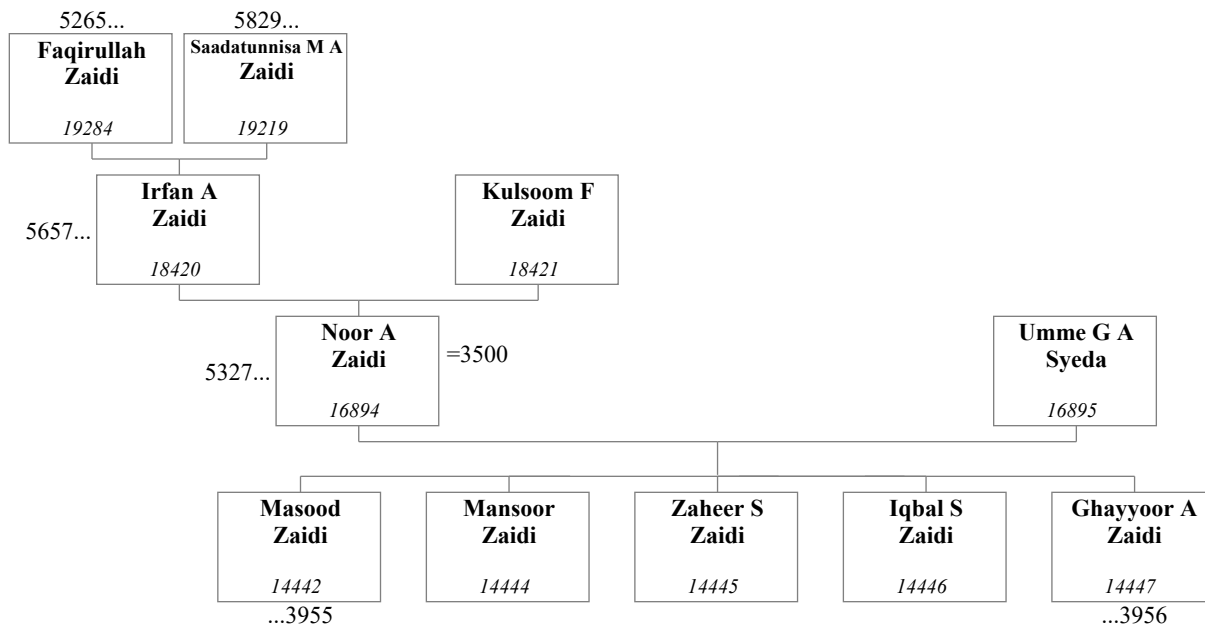 5265...
5829...
Faqirullah
Zaidi
19284
Saadatunnisa M A
Zaidi
19219
5657...
Irfan A
Zaidi
18420
Kulsoom F
Zaidi
18421
5327...
Noor A
Zaidi
16894
=3500
Umme G A
Syeda
16895
Masood
Zaidi
14442
...3955
Mansoor
Zaidi
14444
Zaheer S
Zaidi
14445
Iqbal S
Zaidi
14446
Ghayyoor A
Zaidi
14447
...3956